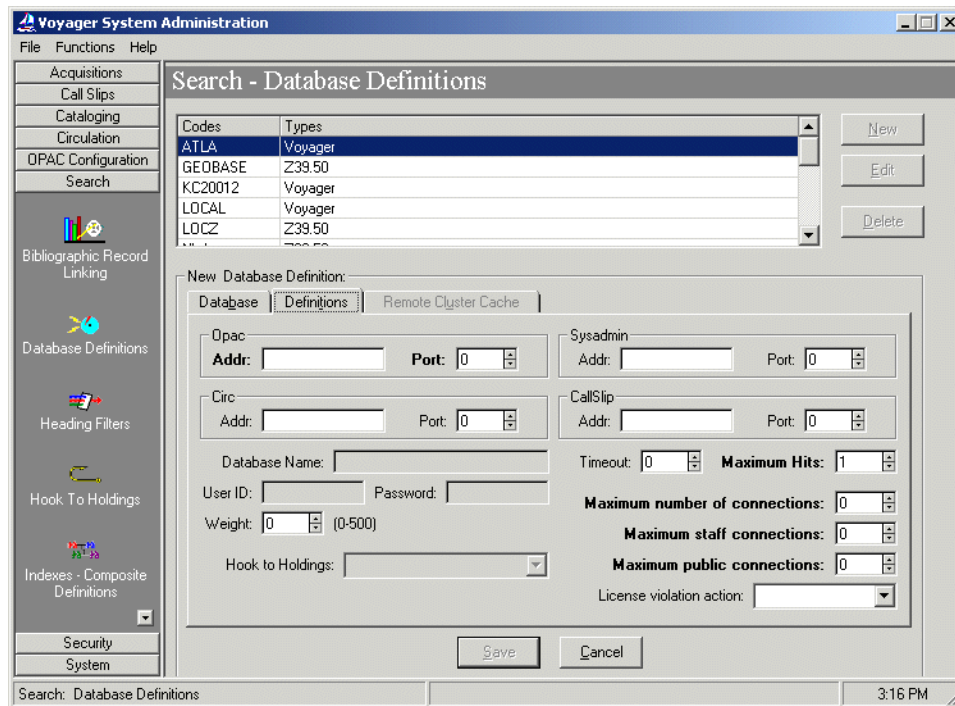 Voyager System Administration
File Functions Help
Acquisitions
Call Slips
Cataloging
Circulation
OPAC Configuration
Search
Bibliographic Record
Linking
Database Definitions
Heading Filters
Hook To Holdings
Indexes - Composite
Definitions
Security
System
Search - Database Definitions
Codes Types
ATLA Voyager
GEOBASE Z39.50
KC20012 Voyager
LOCAL Voyager
LOCZ Z39.50
New
Edit
Delete
New Database Definition:
Database Definitions Remote Cluster Cache
Opac
Addr: Port: 0
Sysadmin
Addr: Port: 0
Circ
Addr: Port: 0
CallSlip
Addr: Port: 0
Database Name:
User ID: Password:
Weight: 0 (0-500)
Hook to Holdings:
Timeout: 0 Maximum Hits: 1
Maximum number of connections: 0
Maximum staff connections: 0
Maximum public connections: 0
License violation action:
Save Cancel
Search: Database Definitions 3:16 PM